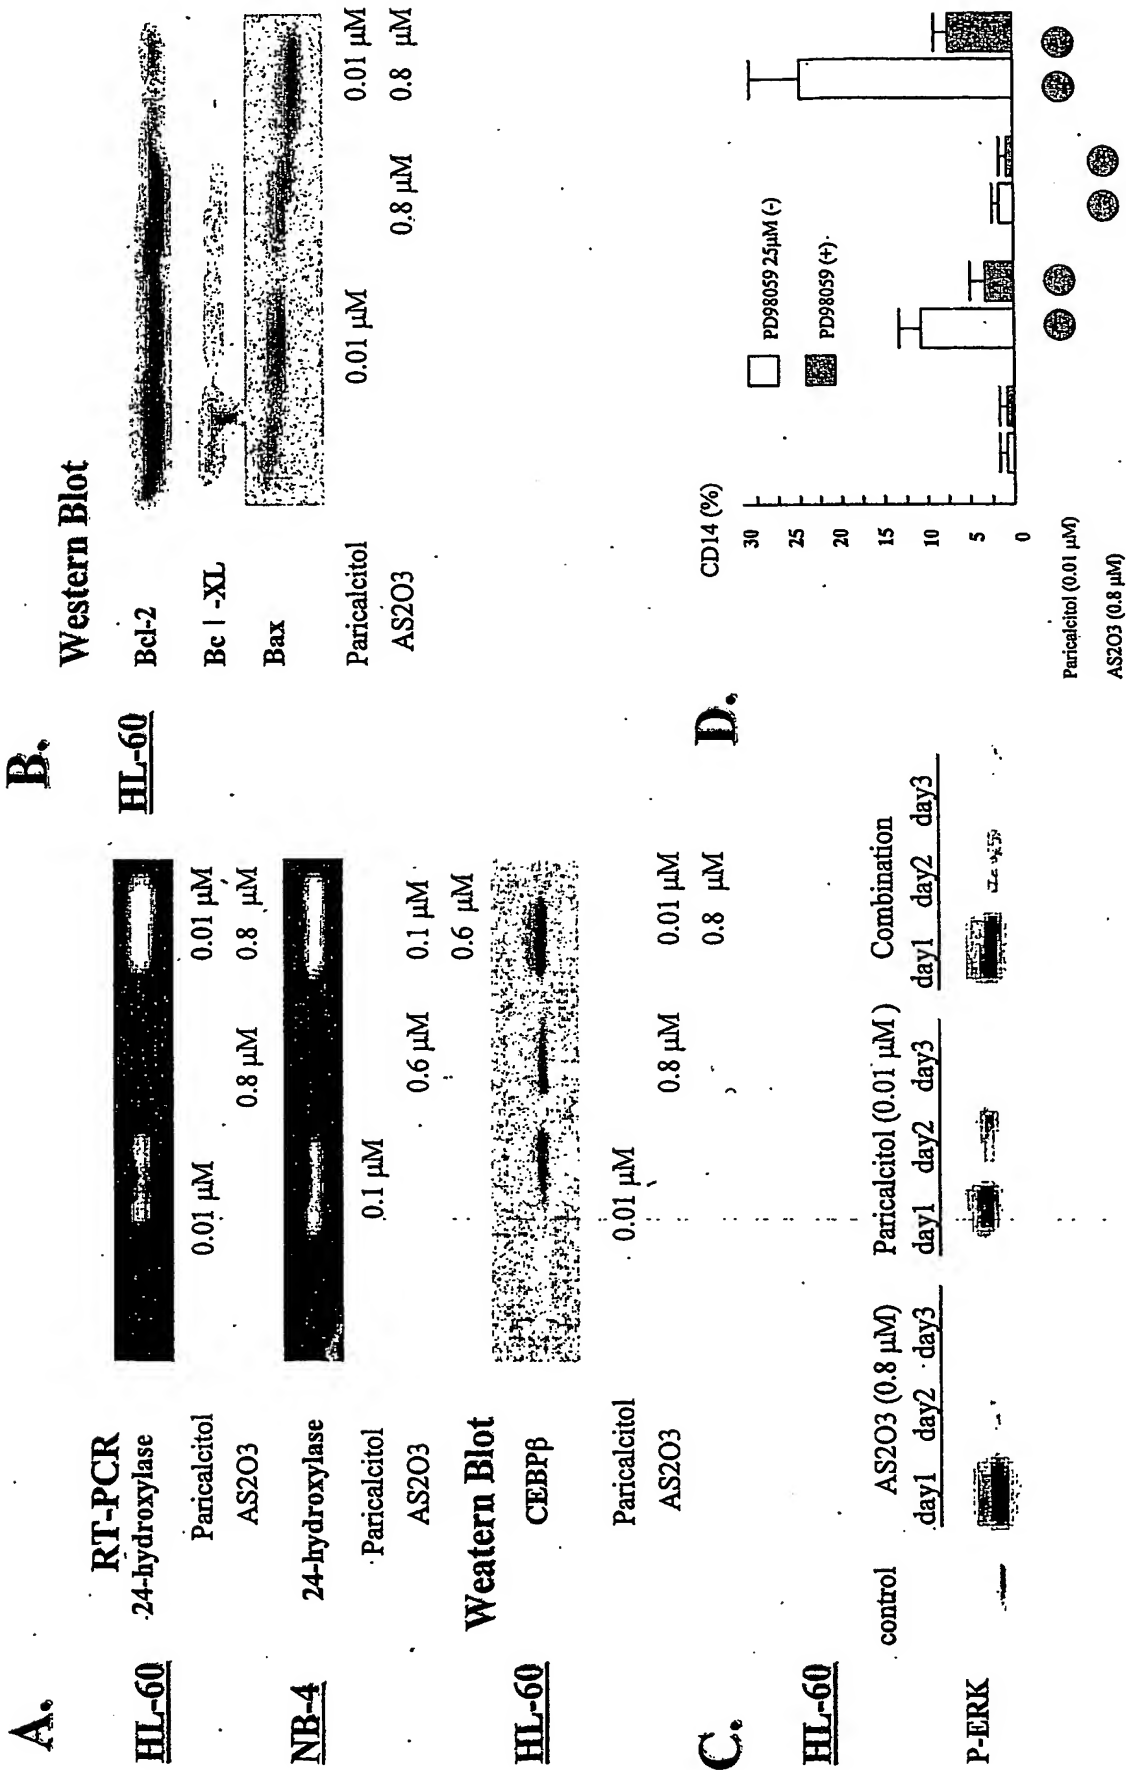 A.
RT-PCR
HL-60 24-hydroxylase
Paricalcitol 0.01 µM 0.01 µM
AS2O3 0.8 µM 0.8 µM
NB-4 24-hydroxylase
Paricalcitol 0.1 µM 0.1 µM
AS2O3 0.6 µM 0.6 µM
Weatern Blot
HL-60 CEBPβ
Paricalcitol 0.01 µM 0.01 µM
AS2O3 0.8 µM 0.8 µM
B.
Western Blot
HL-60 Bcl-2
Bc l -XL
Bax
Paricalcitol 0.01 µM 0.01 µM
AS2O3 0.8 µM 0.8 µM
C.
HL-60
control AS2O3 (0.8 µM) Paricalcitol (0.01 µM ) Combination
day1 day2 day3 day1 day2 day3 day1 day2 day3
P-ERK
D.
CD14 (%)
30
25
20
15
10
5
0
PD98059 25µM (-)
PD98059 (+)
Paricalcitol (0.01 µM)
AS2O3 (0.8 µM)